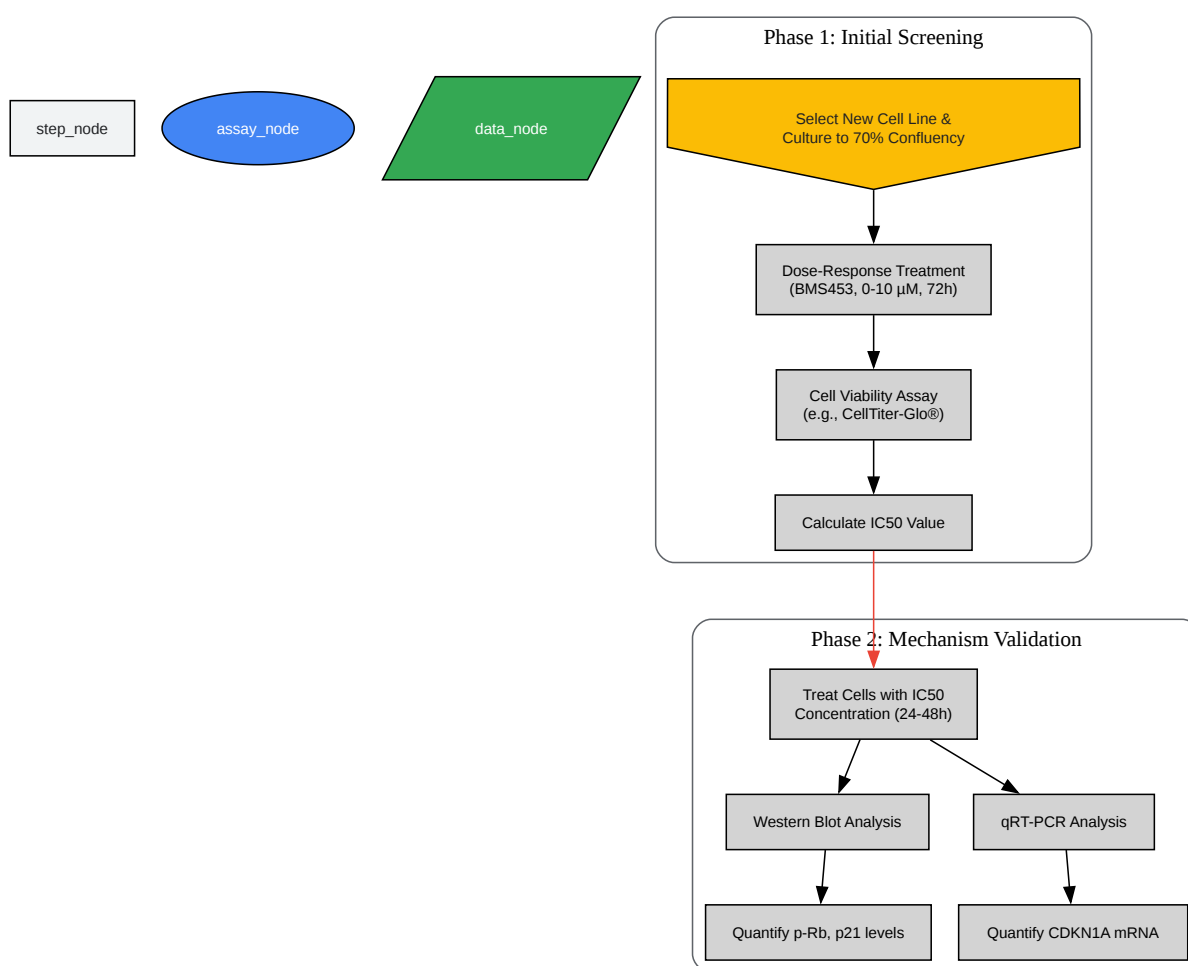 Phase 1: Initial Screening
step_node
assay_node
data_node
Select New Cell Line &
Culture to 70% Confluency
Dose-Response Treatment
(BMS453, 0-10 µM, 72h)
Cell Viability Assay
(e.g., CellTiter-Glo®)
Calculate IC50 Value
Phase 2: Mechanism Validation
Treat Cells with IC50
Concentration (24-48h)
Western Blot Analysis
qRT-PCR Analysis
Quantify p-Rb, p21 levels
Quantify CDKN1A mRNA